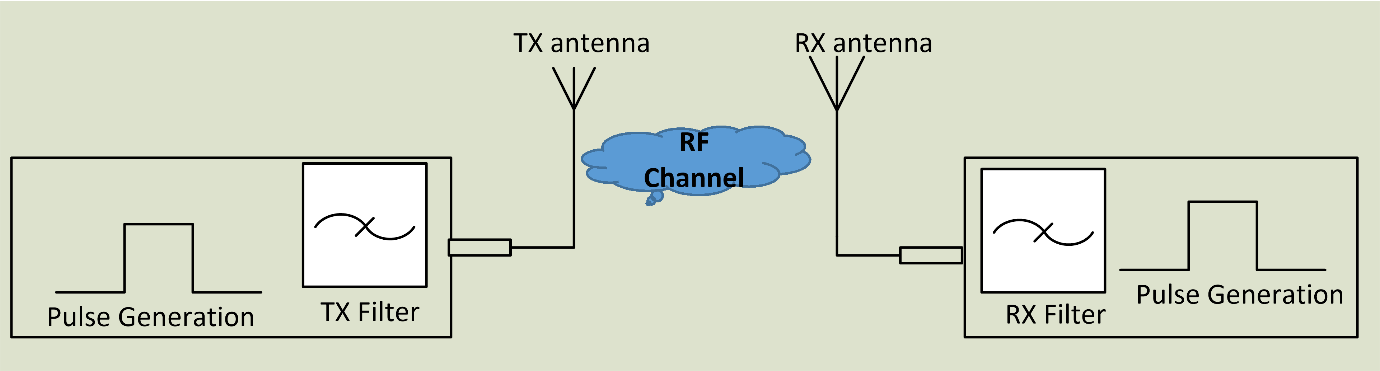 TX antenna
RX antenna
RF
Channel
Pulse Generation
TX Filter
RX Filter
Pulse Generation